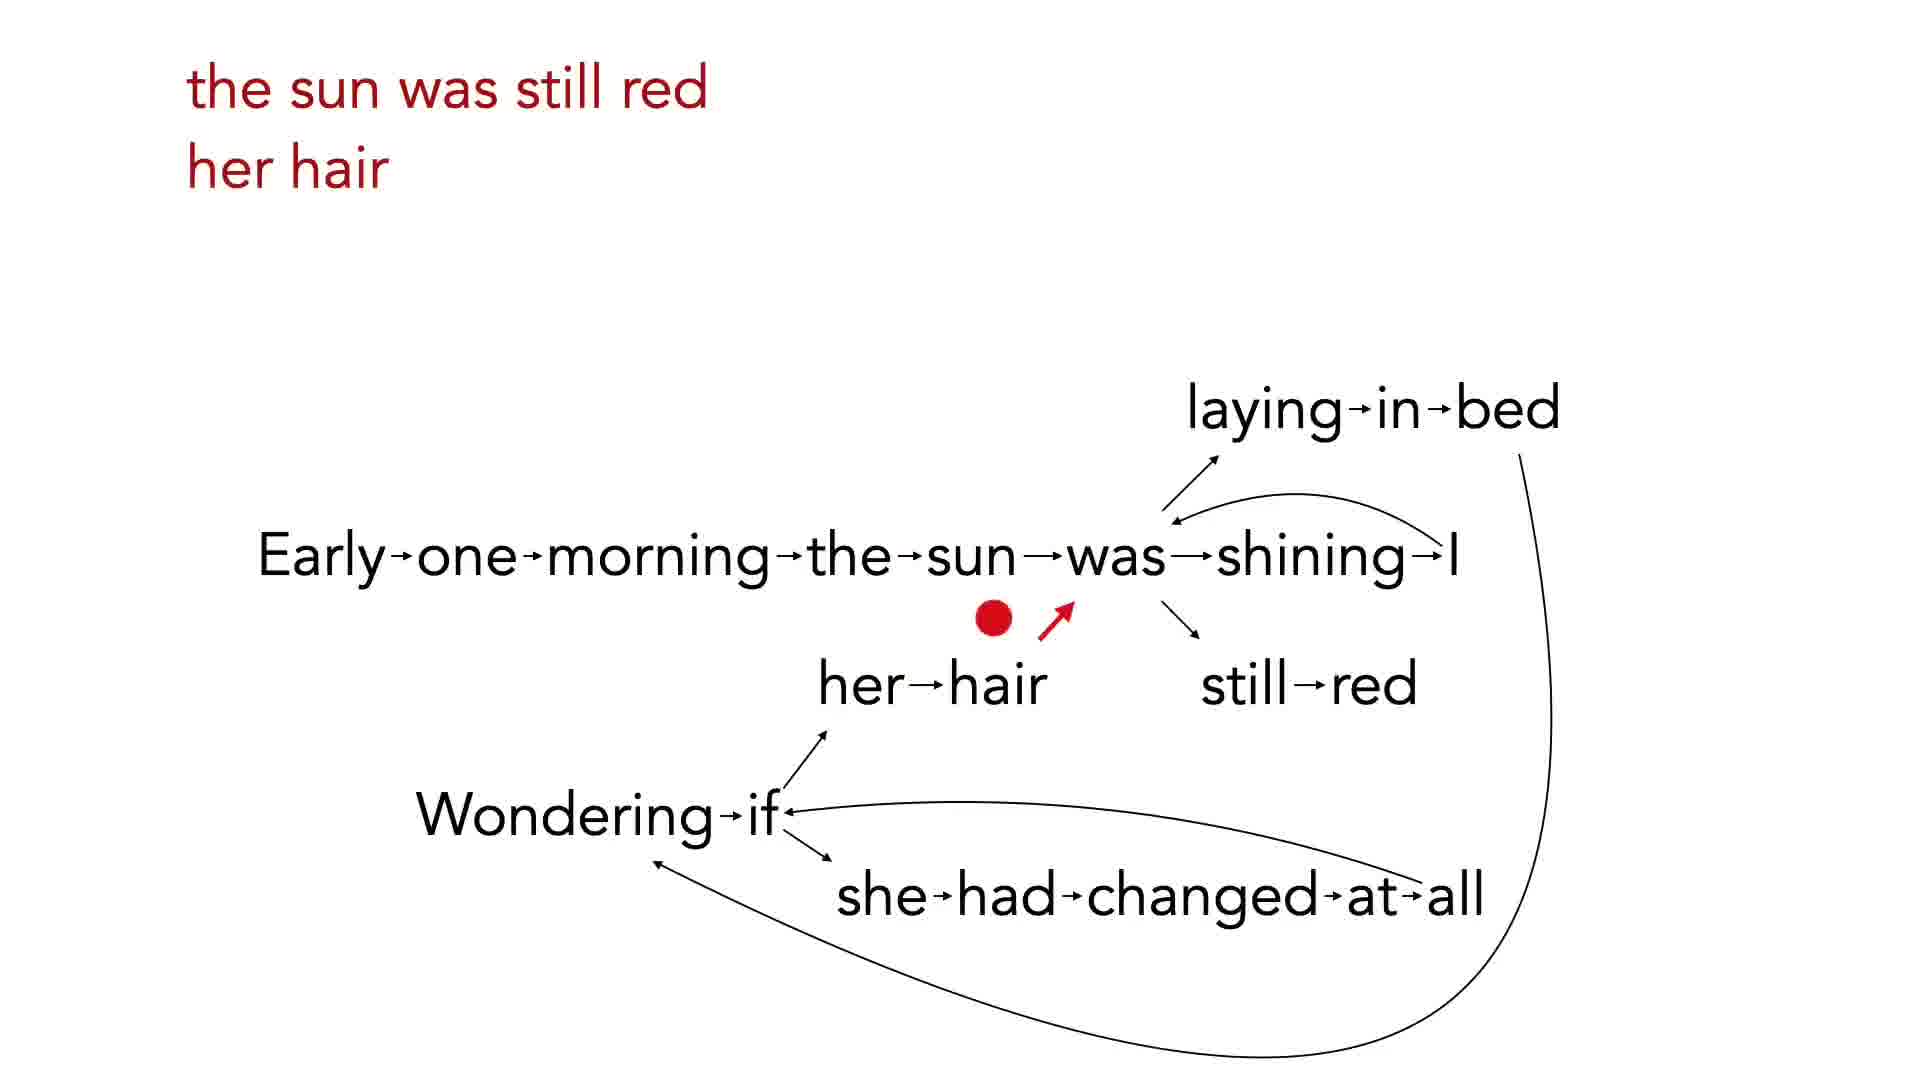 the sun was still red
her hair
laying in bed
Early one morning the sun was shining I
her hair still red
Wondering if
she had changed at all